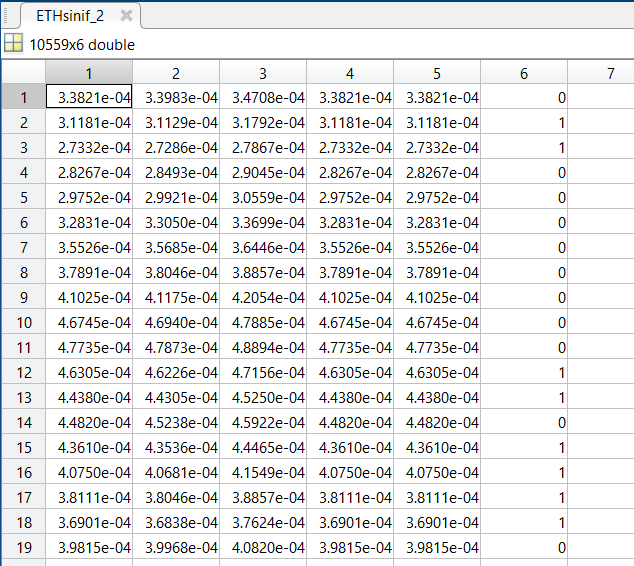 ETHsinif_2
10559x6 double
1 2 3 4 5 6 7
1 3.3821e-04 3.3983e-04 3.4708e-04 3.3821e-04 3.3821e-04 0
2 3.1181e-04 3.1129e-04 3.1792e-04 3.1181e-04 3.1181e-04 1
3 2.7332e-04 2.7286e-04 2.7867e-04 2.7332e-04 2.7332e-04 1
4 2.8267e-04 2.8493e-04 2.9045e-04 2.8267e-04 2.8267e-04 0
5 2.9752e-04 2.9921e-04 3.0559e-04 2.9752e-04 2.9752e-04 0
6 3.2831e-04 3.3050e-04 3.3699e-04 3.2831e-04 3.2831e-04 0
7 3.5526e-04 3.5685e-04 3.6446e-04 3.5526e-04 3.5526e-04 0
8 3.7891e-04 3.8046e-04 3.8857e-04 3.7891e-04 3.7891e-04 0
9 4.1025e-04 4.1175e-04 4.2054e-04 4.1025e-04 4.1025e-04 0
10 4.6745e-04 4.6940e-04 4.7885e-04 4.6745e-04 4.6745e-04 0
11 4.7735e-04 4.7873e-04 4.8894e-04 4.7735e-04 4.7735e-04 0
12 4.6305e-04 4.6226e-04 4.7156e-04 4.6305e-04 4.6305e-04 1
13 4.4380e-04 4.4305e-04 4.5250e-04 4.4380e-04 4.4380e-04 1
14 4.4820e-04 4.5238e-04 4.5922e-04 4.4820e-04 4.4820e-04 0
15 4.3610e-04 4.3536e-04 4.4465e-04 4.3610e-04 4.3610e-04 1
16 4.0750e-04 4.0681e-04 4.1549e-04 4.0750e-04 4.0750e-04 1
17 3.8111e-04 3.8046e-04 3.8857e-04 3.8111e-04 3.8111e-04 1
18 3.6901e-04 3.6838e-04 3.7624e-04 3.6901e-04 3.6901e-04 1
19 3.9815e-04 3.9968e-04 4.0820e-04 3.9815e-04 3.9815e-04 0